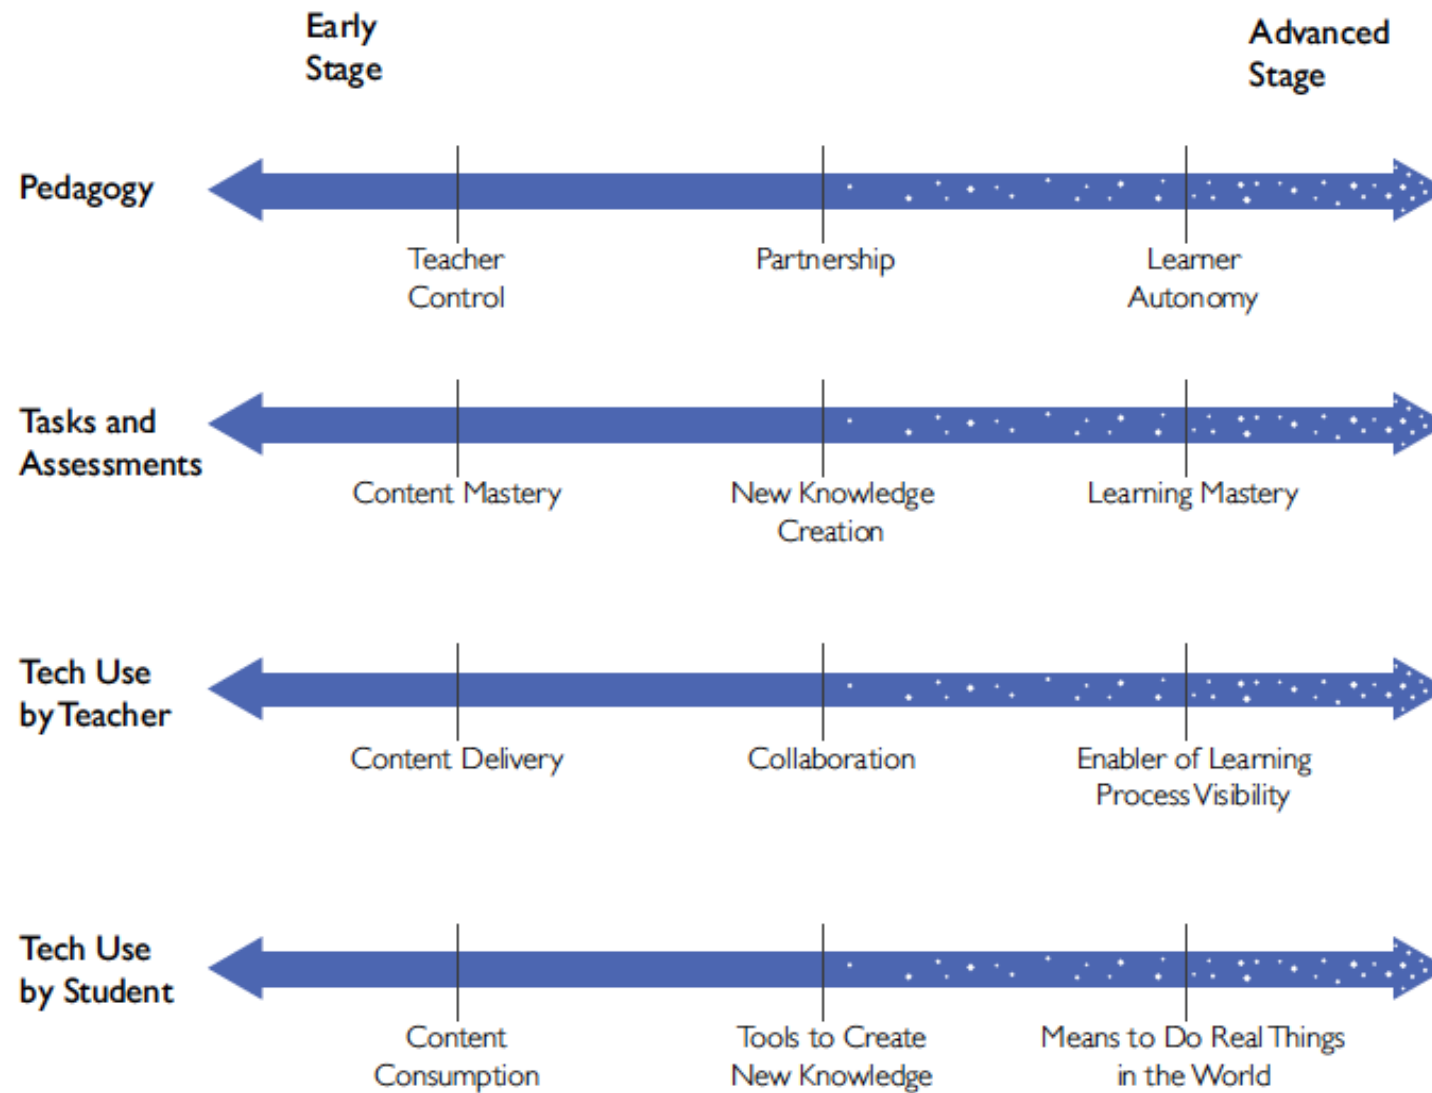 Early
Stage
Advanced
Stage
Pedagogy
Teacher
Control
Partnership
Learner
Autonomy
Tasks and
Assessments
Content Mastery
New Knowledge
Creation
Learning Mastery
Tech Use
by Teacher
Content Delivery
Collaboration
Enabler of Learning
Process Visibility
Tech Use
by Student
Content
Consumption
Tools to Create
New Knowledge
Means to Do Real Things
in the World